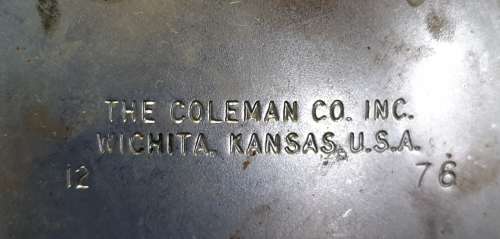 THE COLEMAN CO. INC.
WICHITA, KANSAS, U.S.A.
12 76